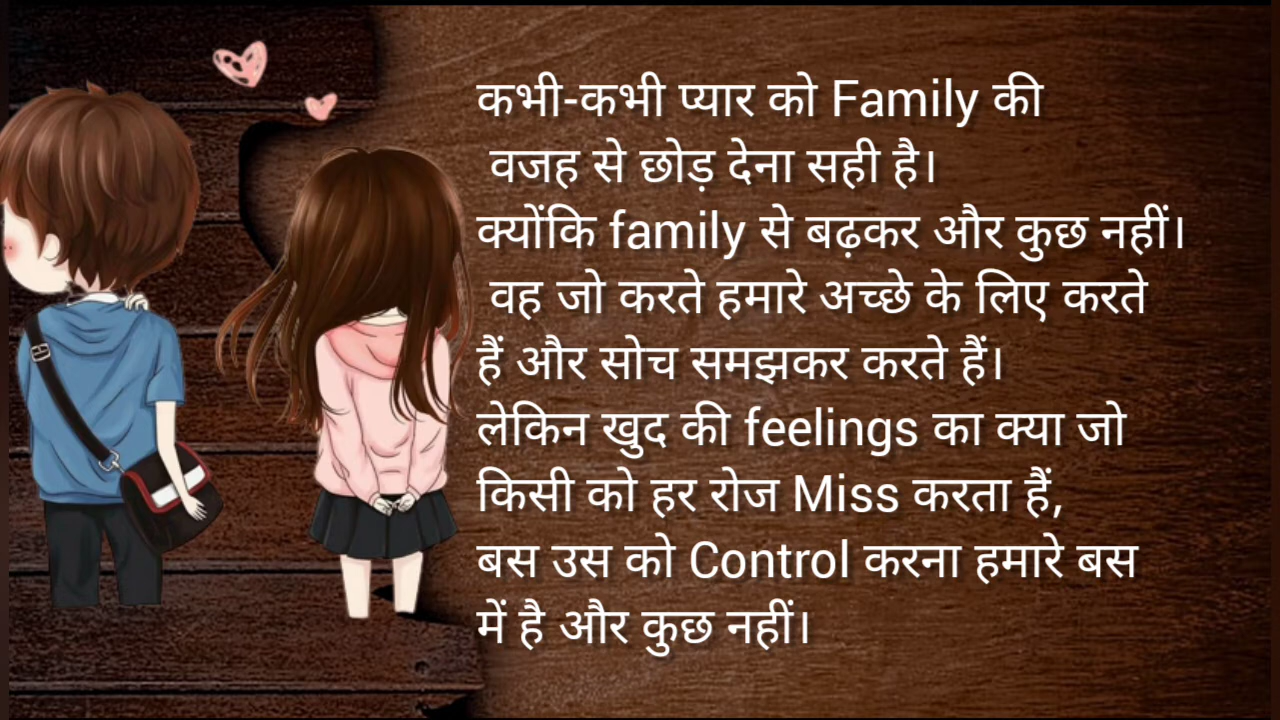 कभी-कभी प्यार को Family की
वजह से छोड़ देना सही है।
क्योंकि family से बढ़कर और कुछ नहीं।
वह जो करते हमारे अच्छे के लिए करते
हैं और सोच समझकर करते हैं।
लेकिन खुद की feelings का क्या जो
किसी को हर रोज Miss करता हैं,
बस उस को Control करना हमारे बस
में है और कुछ नहीं।